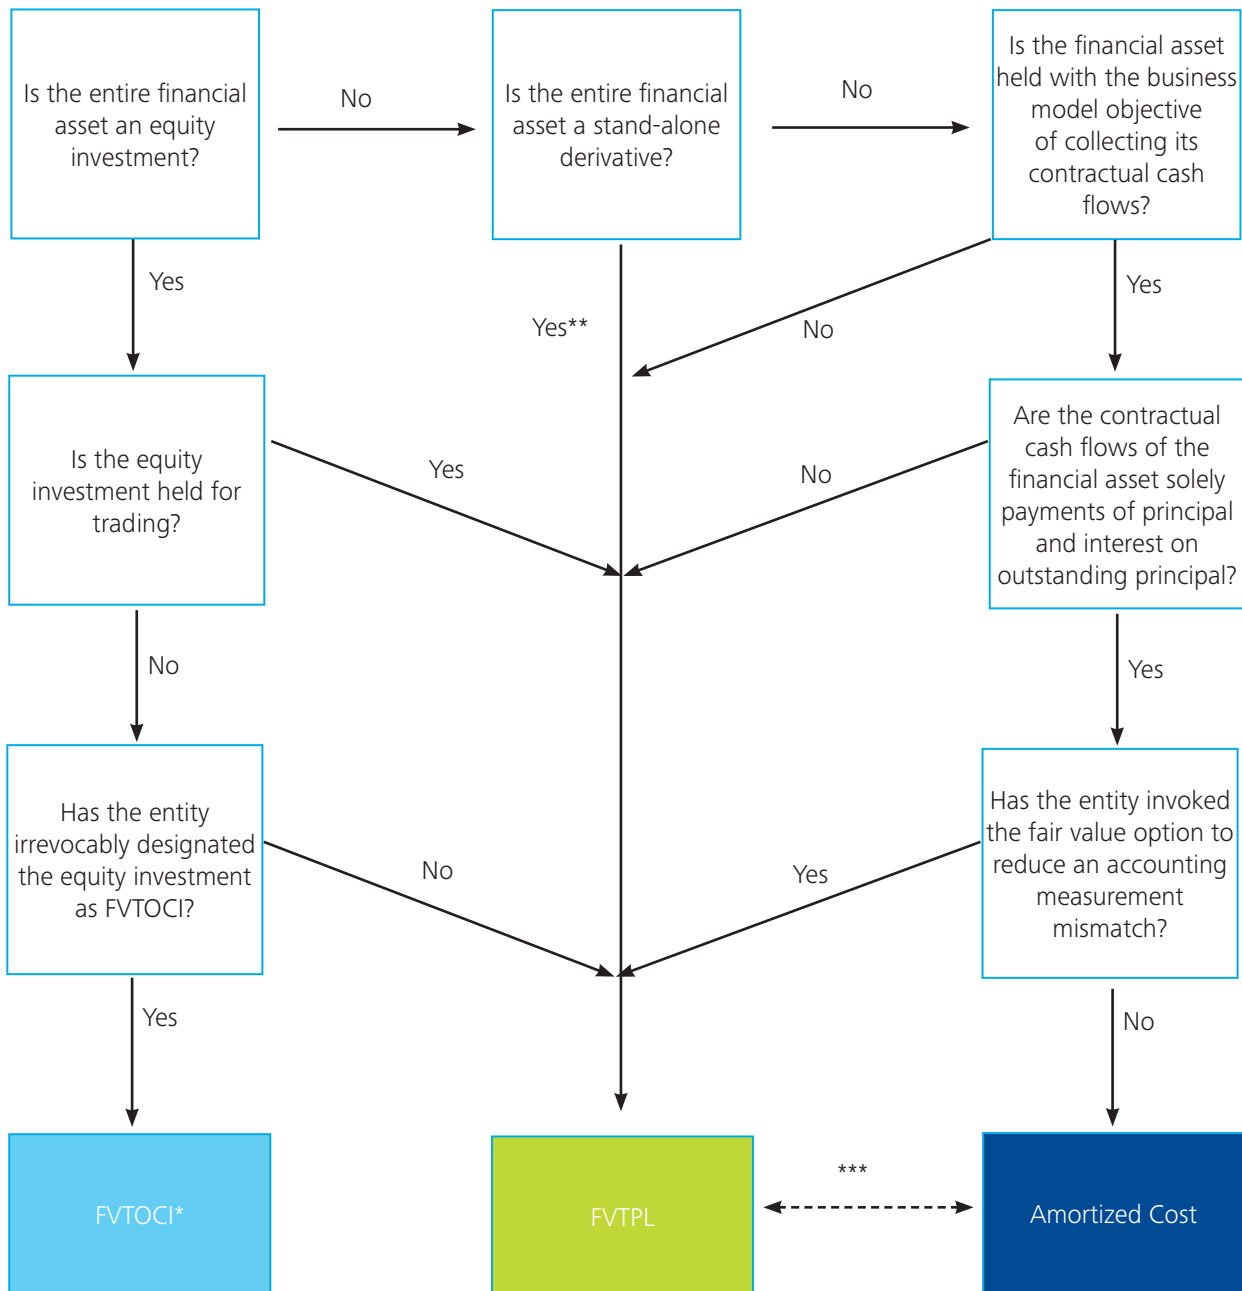 Is the entire financial
asset an equity
investment?
No
Is the entire financial
asset a stand-alone
derivative?
No
Is the financial asset
held with the business
model objective
of collecting its
contractual cash
flows?
Yes
Yes**
No
Yes
Is the equity
investment held for
trading?
Yes
No
Are the contractual
cash flows of the
financial asset solely
payments of principal
and interest on
outstanding principal?
No
Yes
Has the entity
irrevocably designated
the equity investment
as FVTOCI?
No
Yes
Has the entity invoked
the fair value option to
reduce an accounting
measurement
mismatch?
Yes
No
FVTOCI*
FVTPL
***
Amortized Cost